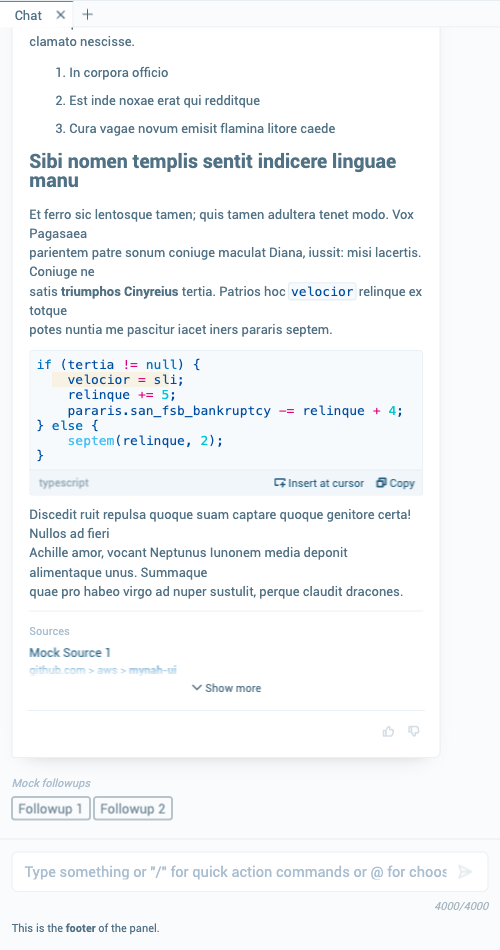 Chat
clamato nescisse.
1. In corpora officio
2. Est inde noxae erat qui redditque
3. Cura vagae novum emisit flamina litore caede
Sibi nomen templis sentit indicere linguae
manu
Et ferro sic lentosque tamen; quis tamen adultera tenet modo. Vox
Pagasaea
parientem patre sonum coniuge maculat Diana, iussit: misi lacertis.
Coniuge ne
satis triumphos Cinyreius tertia. Patrios hoc velocior relinque ex
totque
potes nuntia me pascitur iacet iners pararis septem.
if (tertia != null) {
velocior = sli;
relinque += 5;
pararis.san_fsb_bankruptcy -= relinque + 4;
} else {
septem(relinque, 2);
}
typescript Insert at cursor Copy
Discedit ruit repulsa quoque suam captare quoque genitore certa!
Nullos ad fieri
Achille amor, vocant Neptunus Iunonem media deponit
alimentaque unus. Summaque
quae pro habeo virgo ad nuper sustulit, perque claudit dracones.
Sources
Mock Source 1
github.com > aws > mynah-ui
Show more
Mock followups
Followup 1 Followup 2
Type something or "/" for quick action commands or @ for choos
4000/4000
This is the footer of the panel.